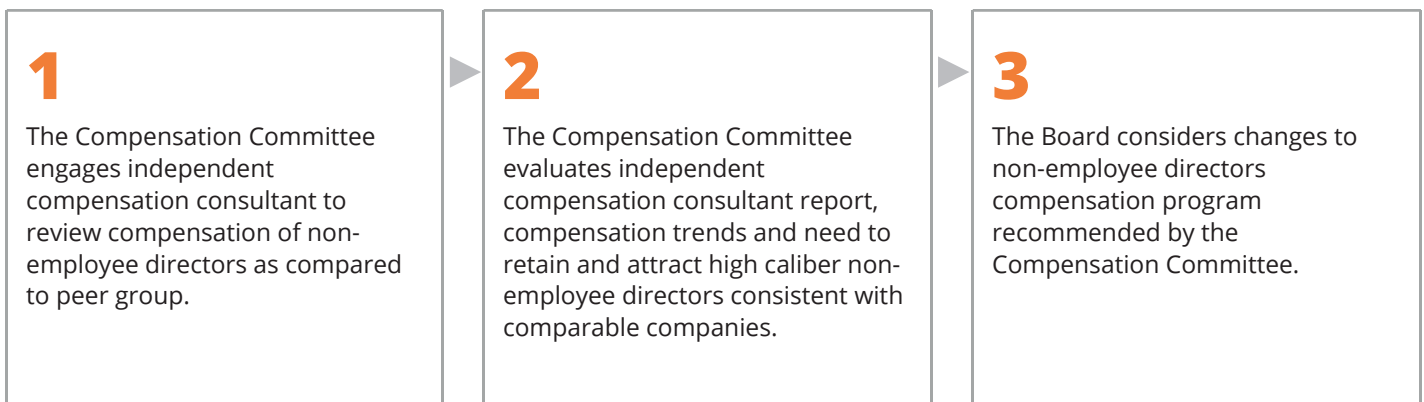 1
The Compensation Committee
engages independent
compensation consultant to
review compensation of non-
employee directors as compared
to peer group.
2
The Compensation Committee
evaluates independent
compensation consultant report,
compensation trends and need to
retain and attract high caliber non-
employee directors consistent with
comparable companies.
3
The Board considers changes to
non-employee directors
compensation program
recommended by the
Compensation Committee.